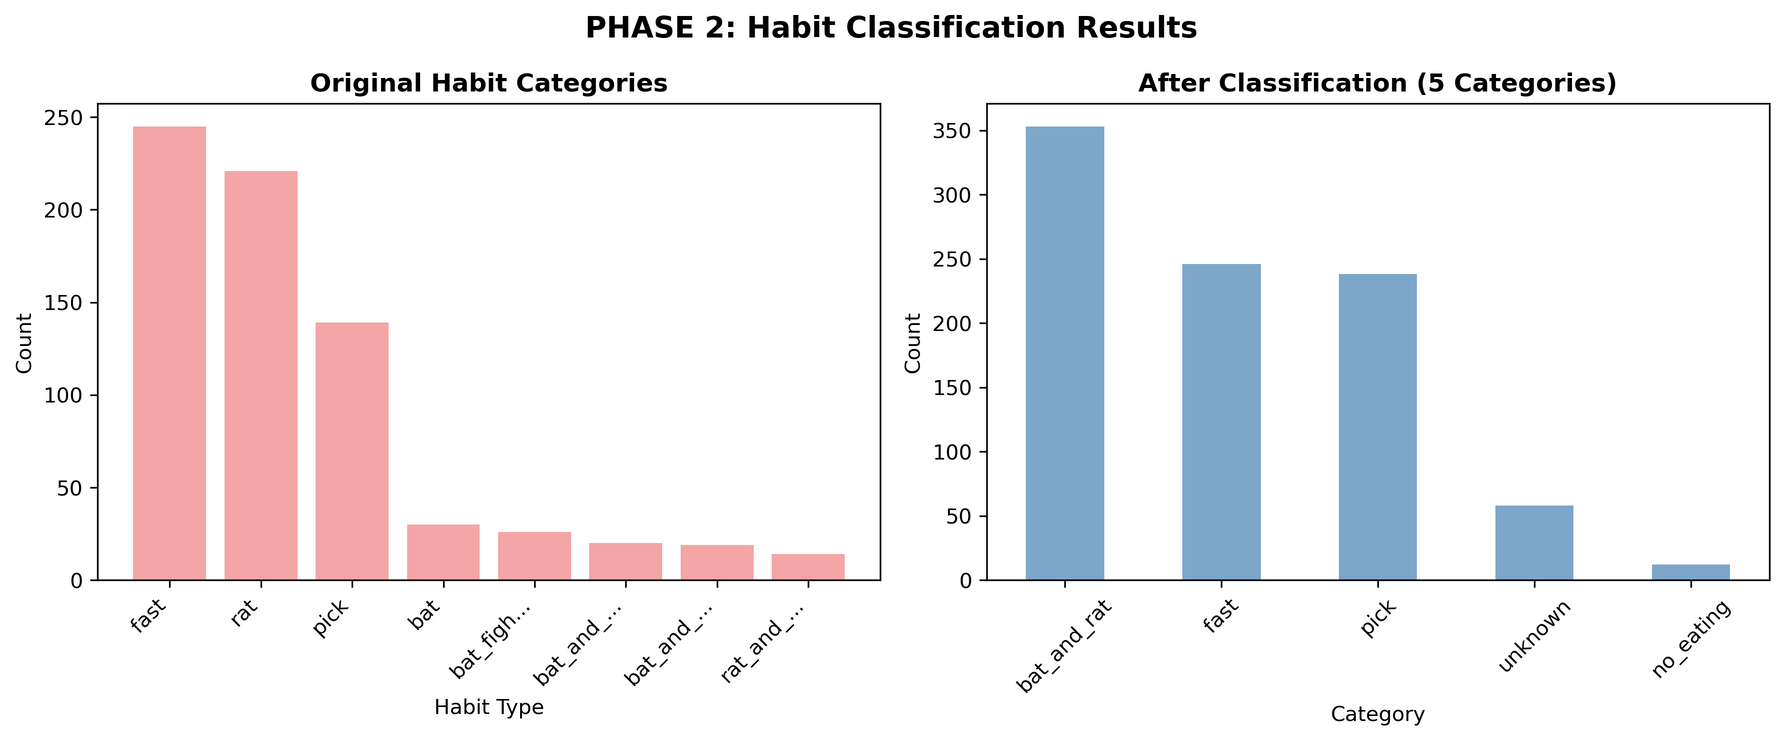 PHASE 2: Habit Classification Results
Original Habit Categories
250
200
150
100
50
0
Count
fast
rat
pick
bat
bat_figh...
bat_and_...
bat_and_...
rat_and_...
Habit Type
After Classification (5 Categories)
350
300
250
200
150
100
50
0
Count
bat_and_rat
fast
pick
unknown
no_eating
Category